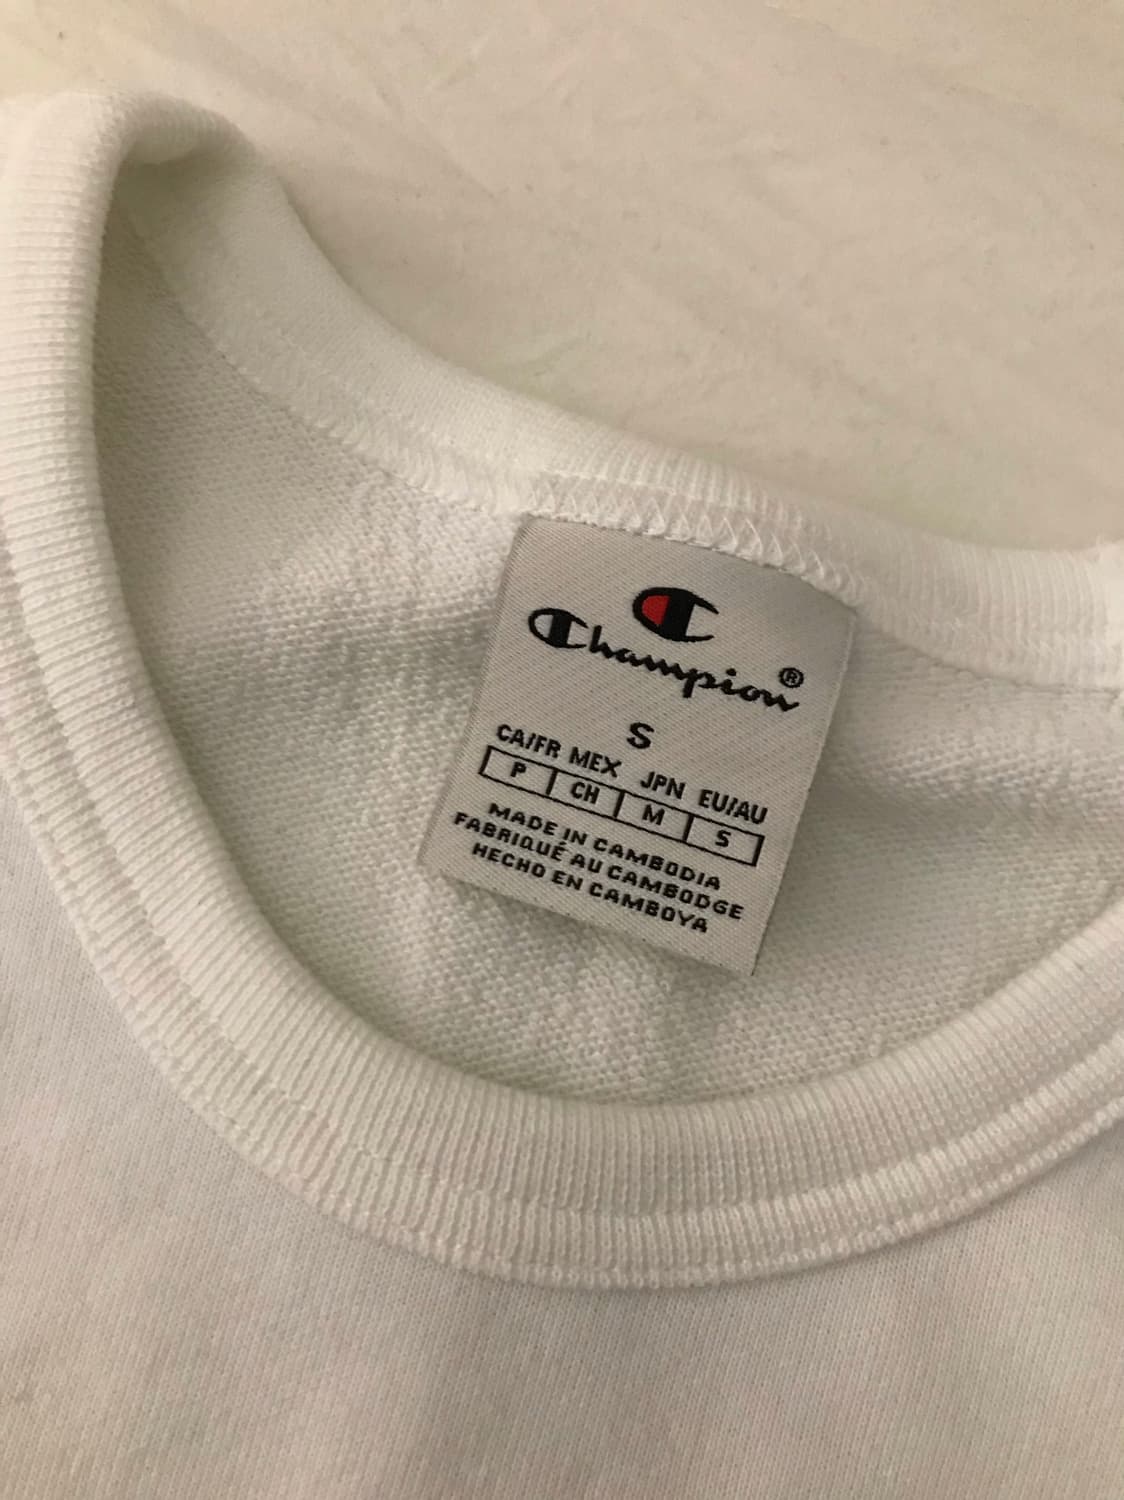 Champion®
S
CA/FR MEX JPN EU/AU
P CH M S
MADE IN CAMBODIA
FABRIQUÉ AU CAMBODGE
HECHO EN CAMBOYA